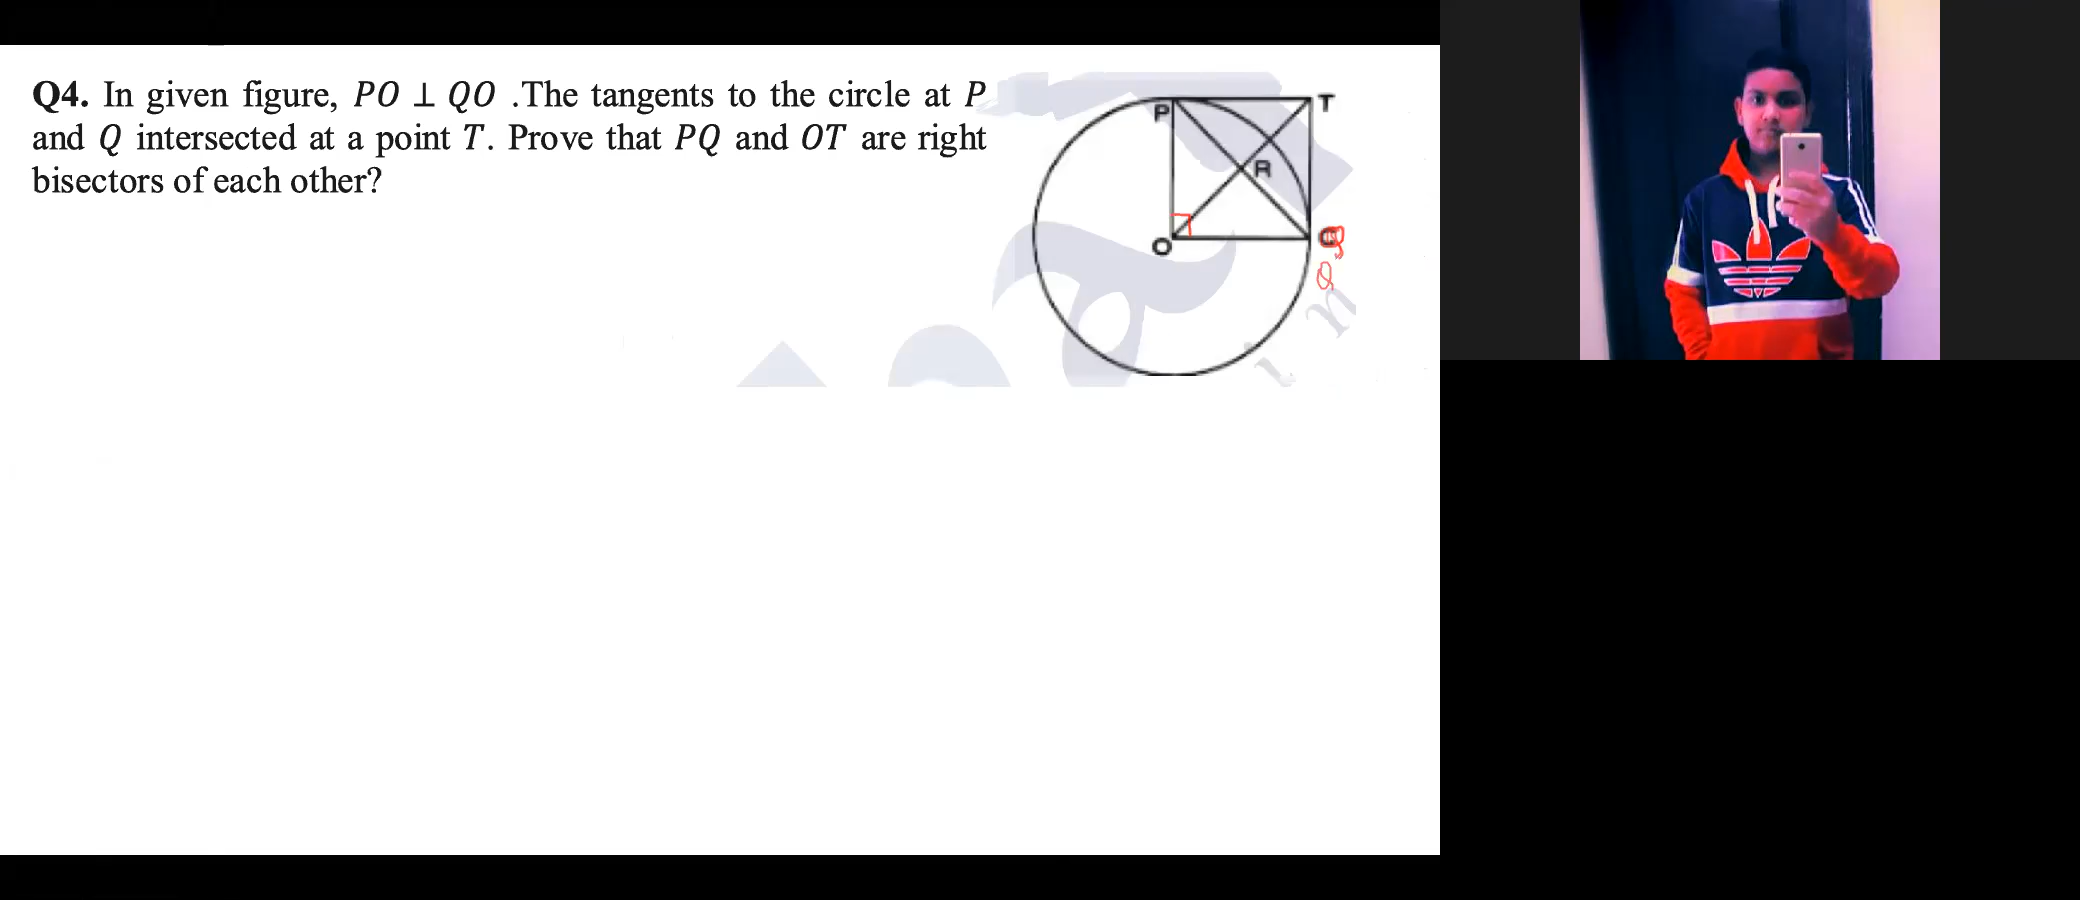 Q4. In given figure, PO ⊥ QO .The tangents to the circle at P
and Q intersected at a point T. Prove that PQ and OT are right
bisectors of each other?
P
T
R
O
Q
n